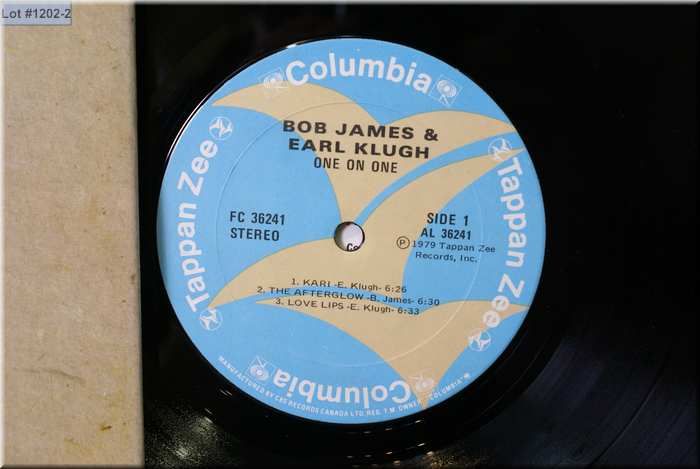 Lot #1202-2
Columbia
BOB JAMES &
EARL KLUGH
ONE ON ONE
Tappan Zee
Tappan Zee
FC 36241
STEREO
SIDE 1
AL 36241
Ⓟ 1979 Tappan Zee
Records, Inc.
1. KARI -E. Klugh- 6:26
2. THE AFTERGLOW -B. James- 6:30
3. LOVE LIPS -E. Klugh- 6:33
Columbia
Columbia
MANUFACTURED BY CBS RECORDS CANADA LTD. REG. T.M. OWNER "COLUMBIA"